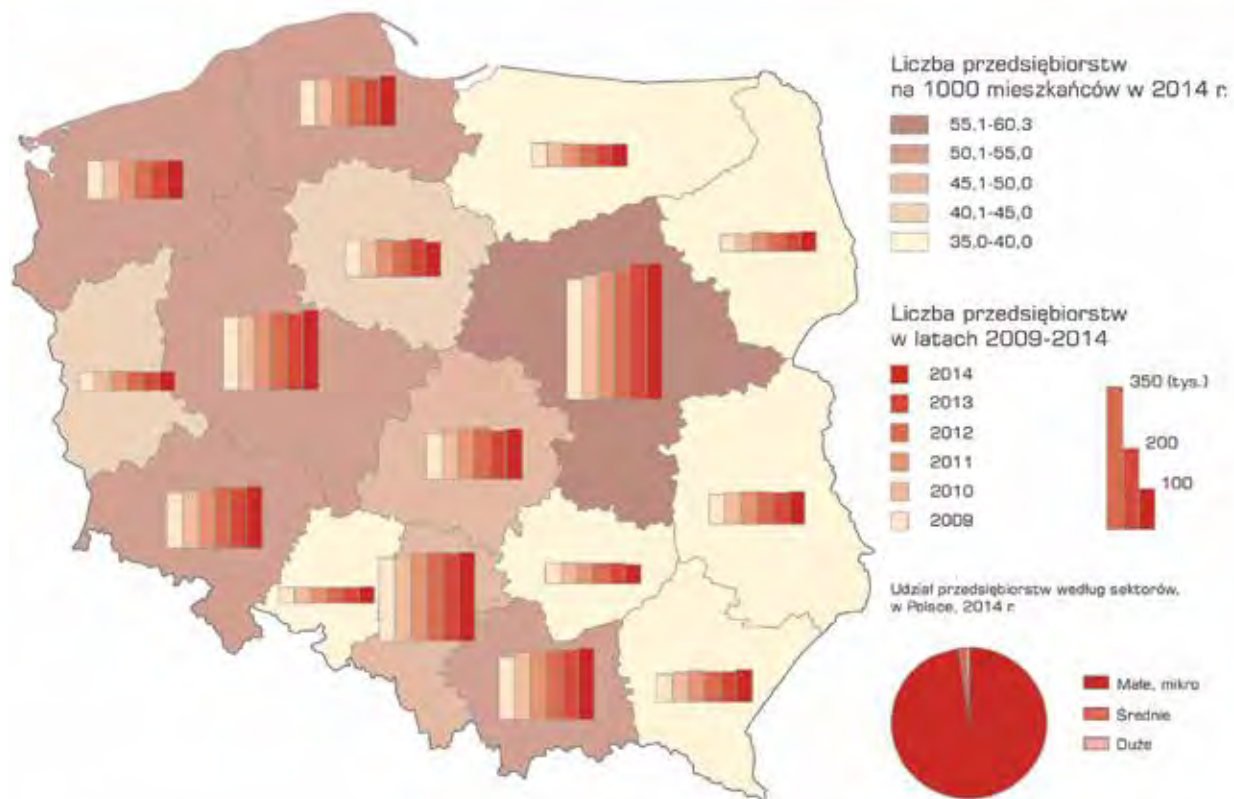 Liczba przedsiębiorstw
na 1000 mieszkańców w 2014 r.
55,1-60,3
50,1-55,0
45,1-50,0
40,1-45,0
35,0-40,0
Liczba przedsiębiorstw
w latach 2009-2014
2014
2013
2012
2011
2010
2009
350 (tys.)
200
100
Udział przedsiębiorstw według sektorów,
w Polsce, 2014 r.
Małe, mikro
Średnie
Duże